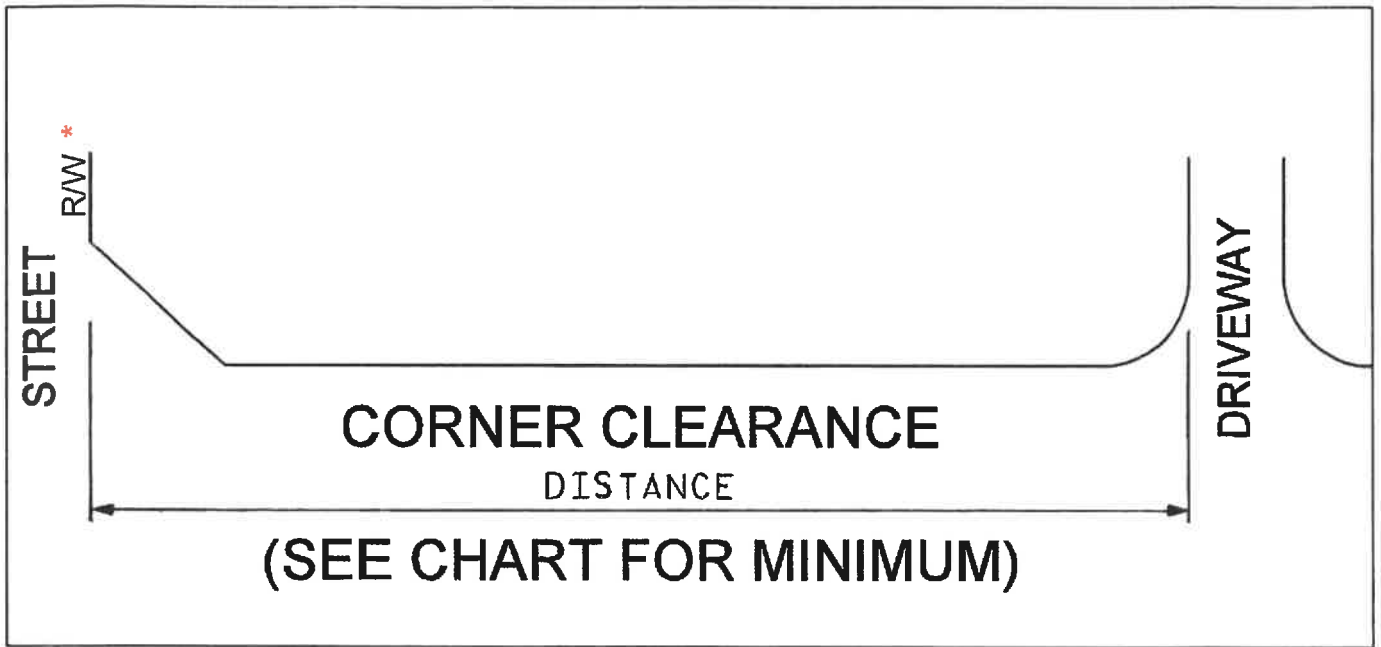 R/W *
STREET
DRIVEWAY
CORNER CLEARANCE
DISTANCE
(SEE CHART FOR MINIMUM)